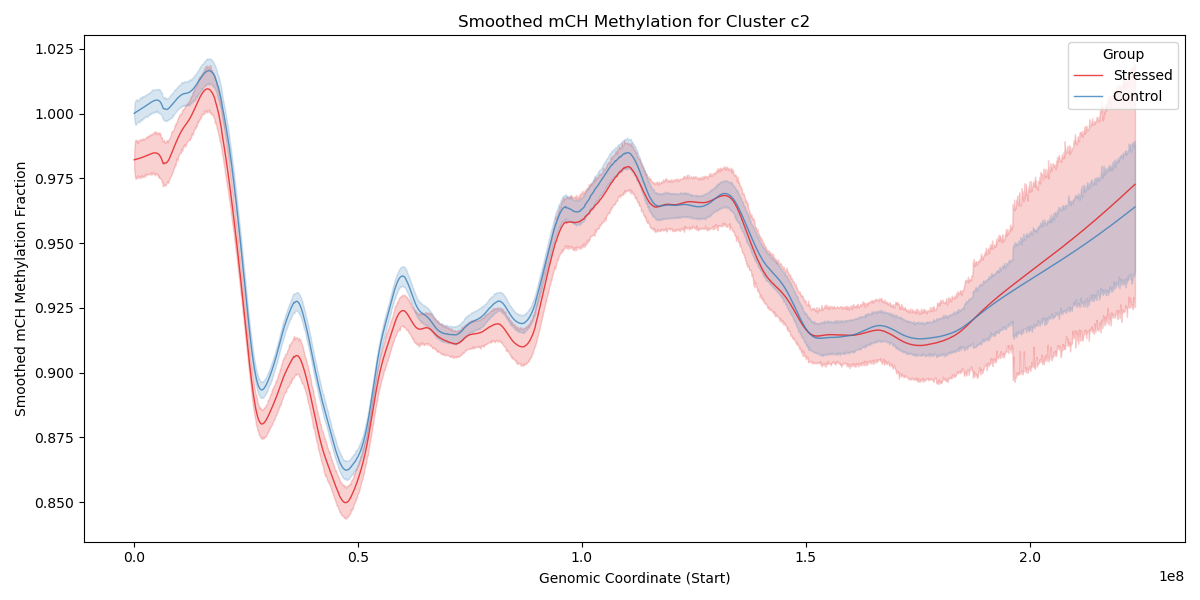 Smoothed mCH Methylation for Cluster c2
Smoothed mCH Methylation Fraction
1.025
1.000
0.975
0.950
0.925
0.900
0.875
0.850
Group
Stressed
Control
0.0
0.5
1.0
1.5
2.0
1e8
Genomic Coordinate (Start)